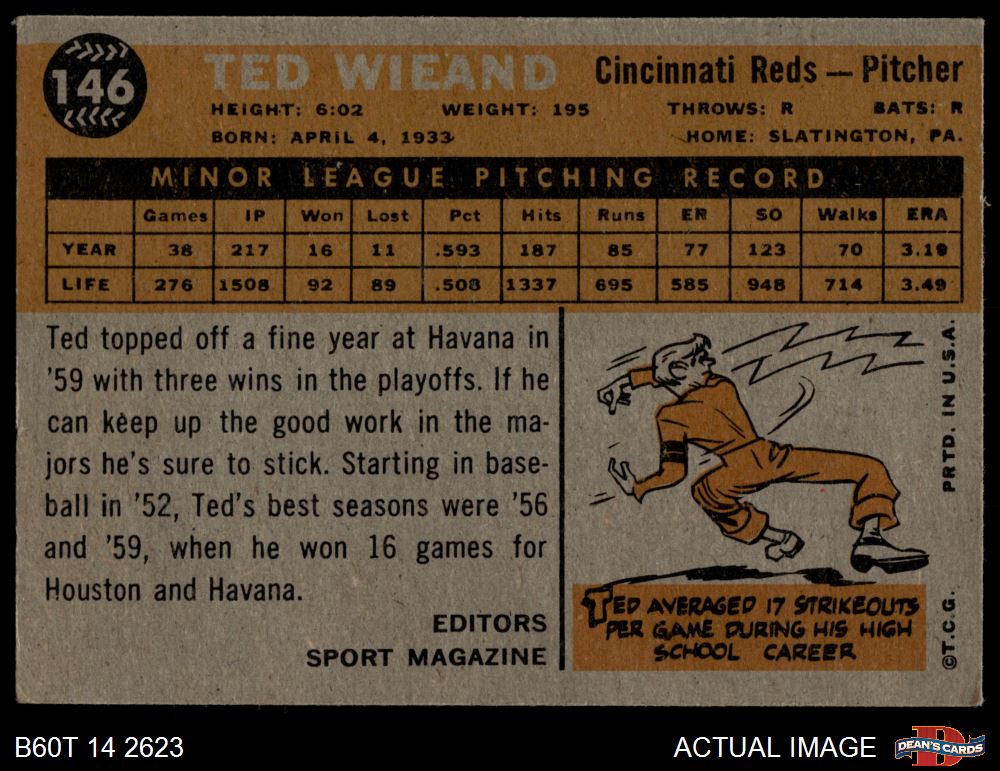 146
TED WIEAND
Cincinnati Reds — Pitcher
HEIGHT: 6:02 WEIGHT: 195 THROWS: R BATS: R
BORN: APRIL 4, 1933 HOME: SLATINGTON, PA.
MINOR LEAGUE PITCHING RECORD
Games IP Won Lost Pct Hits Runs ER SO Walks ERA
YEAR 38 217 16 11 .593 187 85 77 123 70 3.19
LIFE 276 1508 92 89 .508 1337 695 585 948 714 3.49
Ted topped off a fine year at Havana in
'59 with three wins in the playoffs. If he
can keep up the good work in the ma-
jors he's sure to stick. Starting in base-
ball in '52, Ted's best seasons were '56
and '59, when he won 16 games for
Houston and Havana.
EDITORS
SPORT MAGAZINE
TED AVERAGED 17 STRIKEOUTS
PER GAME DURING HIS HIGH
SCHOOL CAREER
©T.C.G. PRTD. IN U.S.A.
B60T 14 2623
ACTUAL IMAGE
DEAN'S CARDS